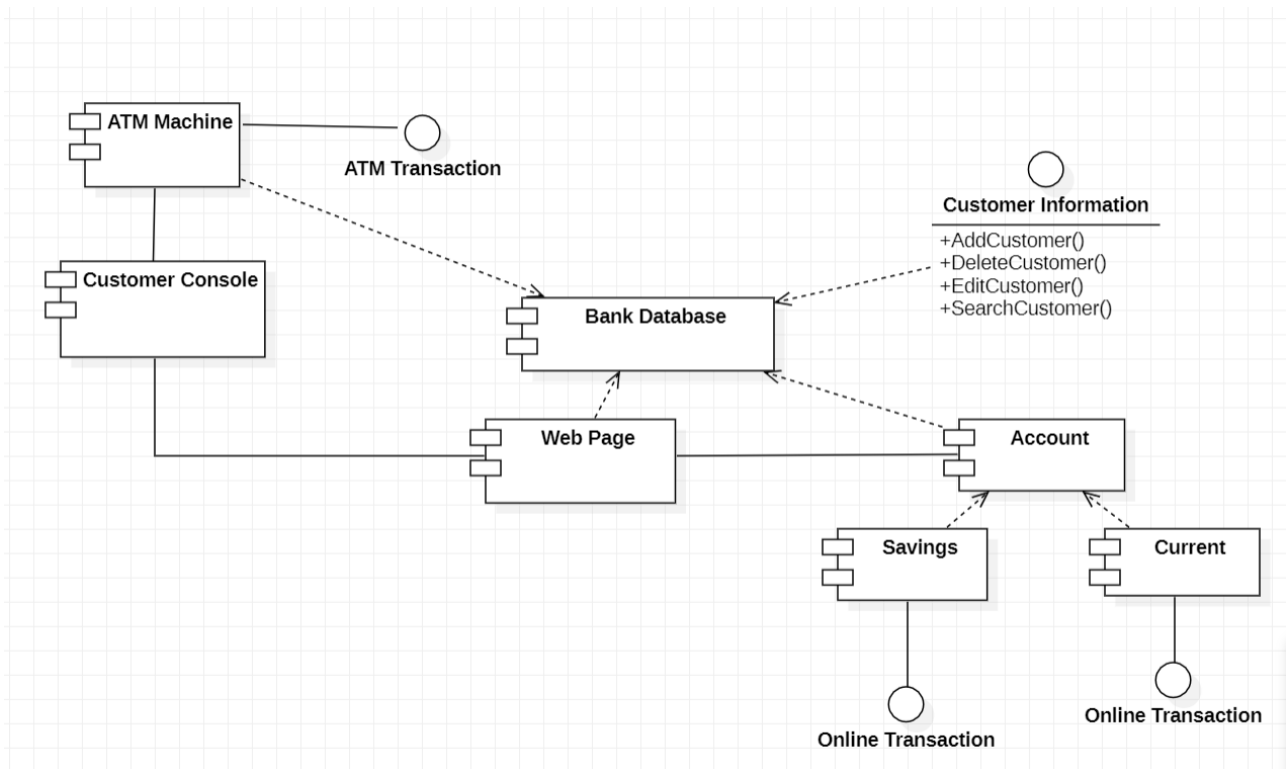 ATM Machine
ATM Transaction
Customer Information
+AddCustomer()
+DeleteCustomer()
+EditCustomer()
+SearchCustomer()
Customer Console
Bank Database
Web Page
Account
Savings
Current
Online Transaction
Online Transaction